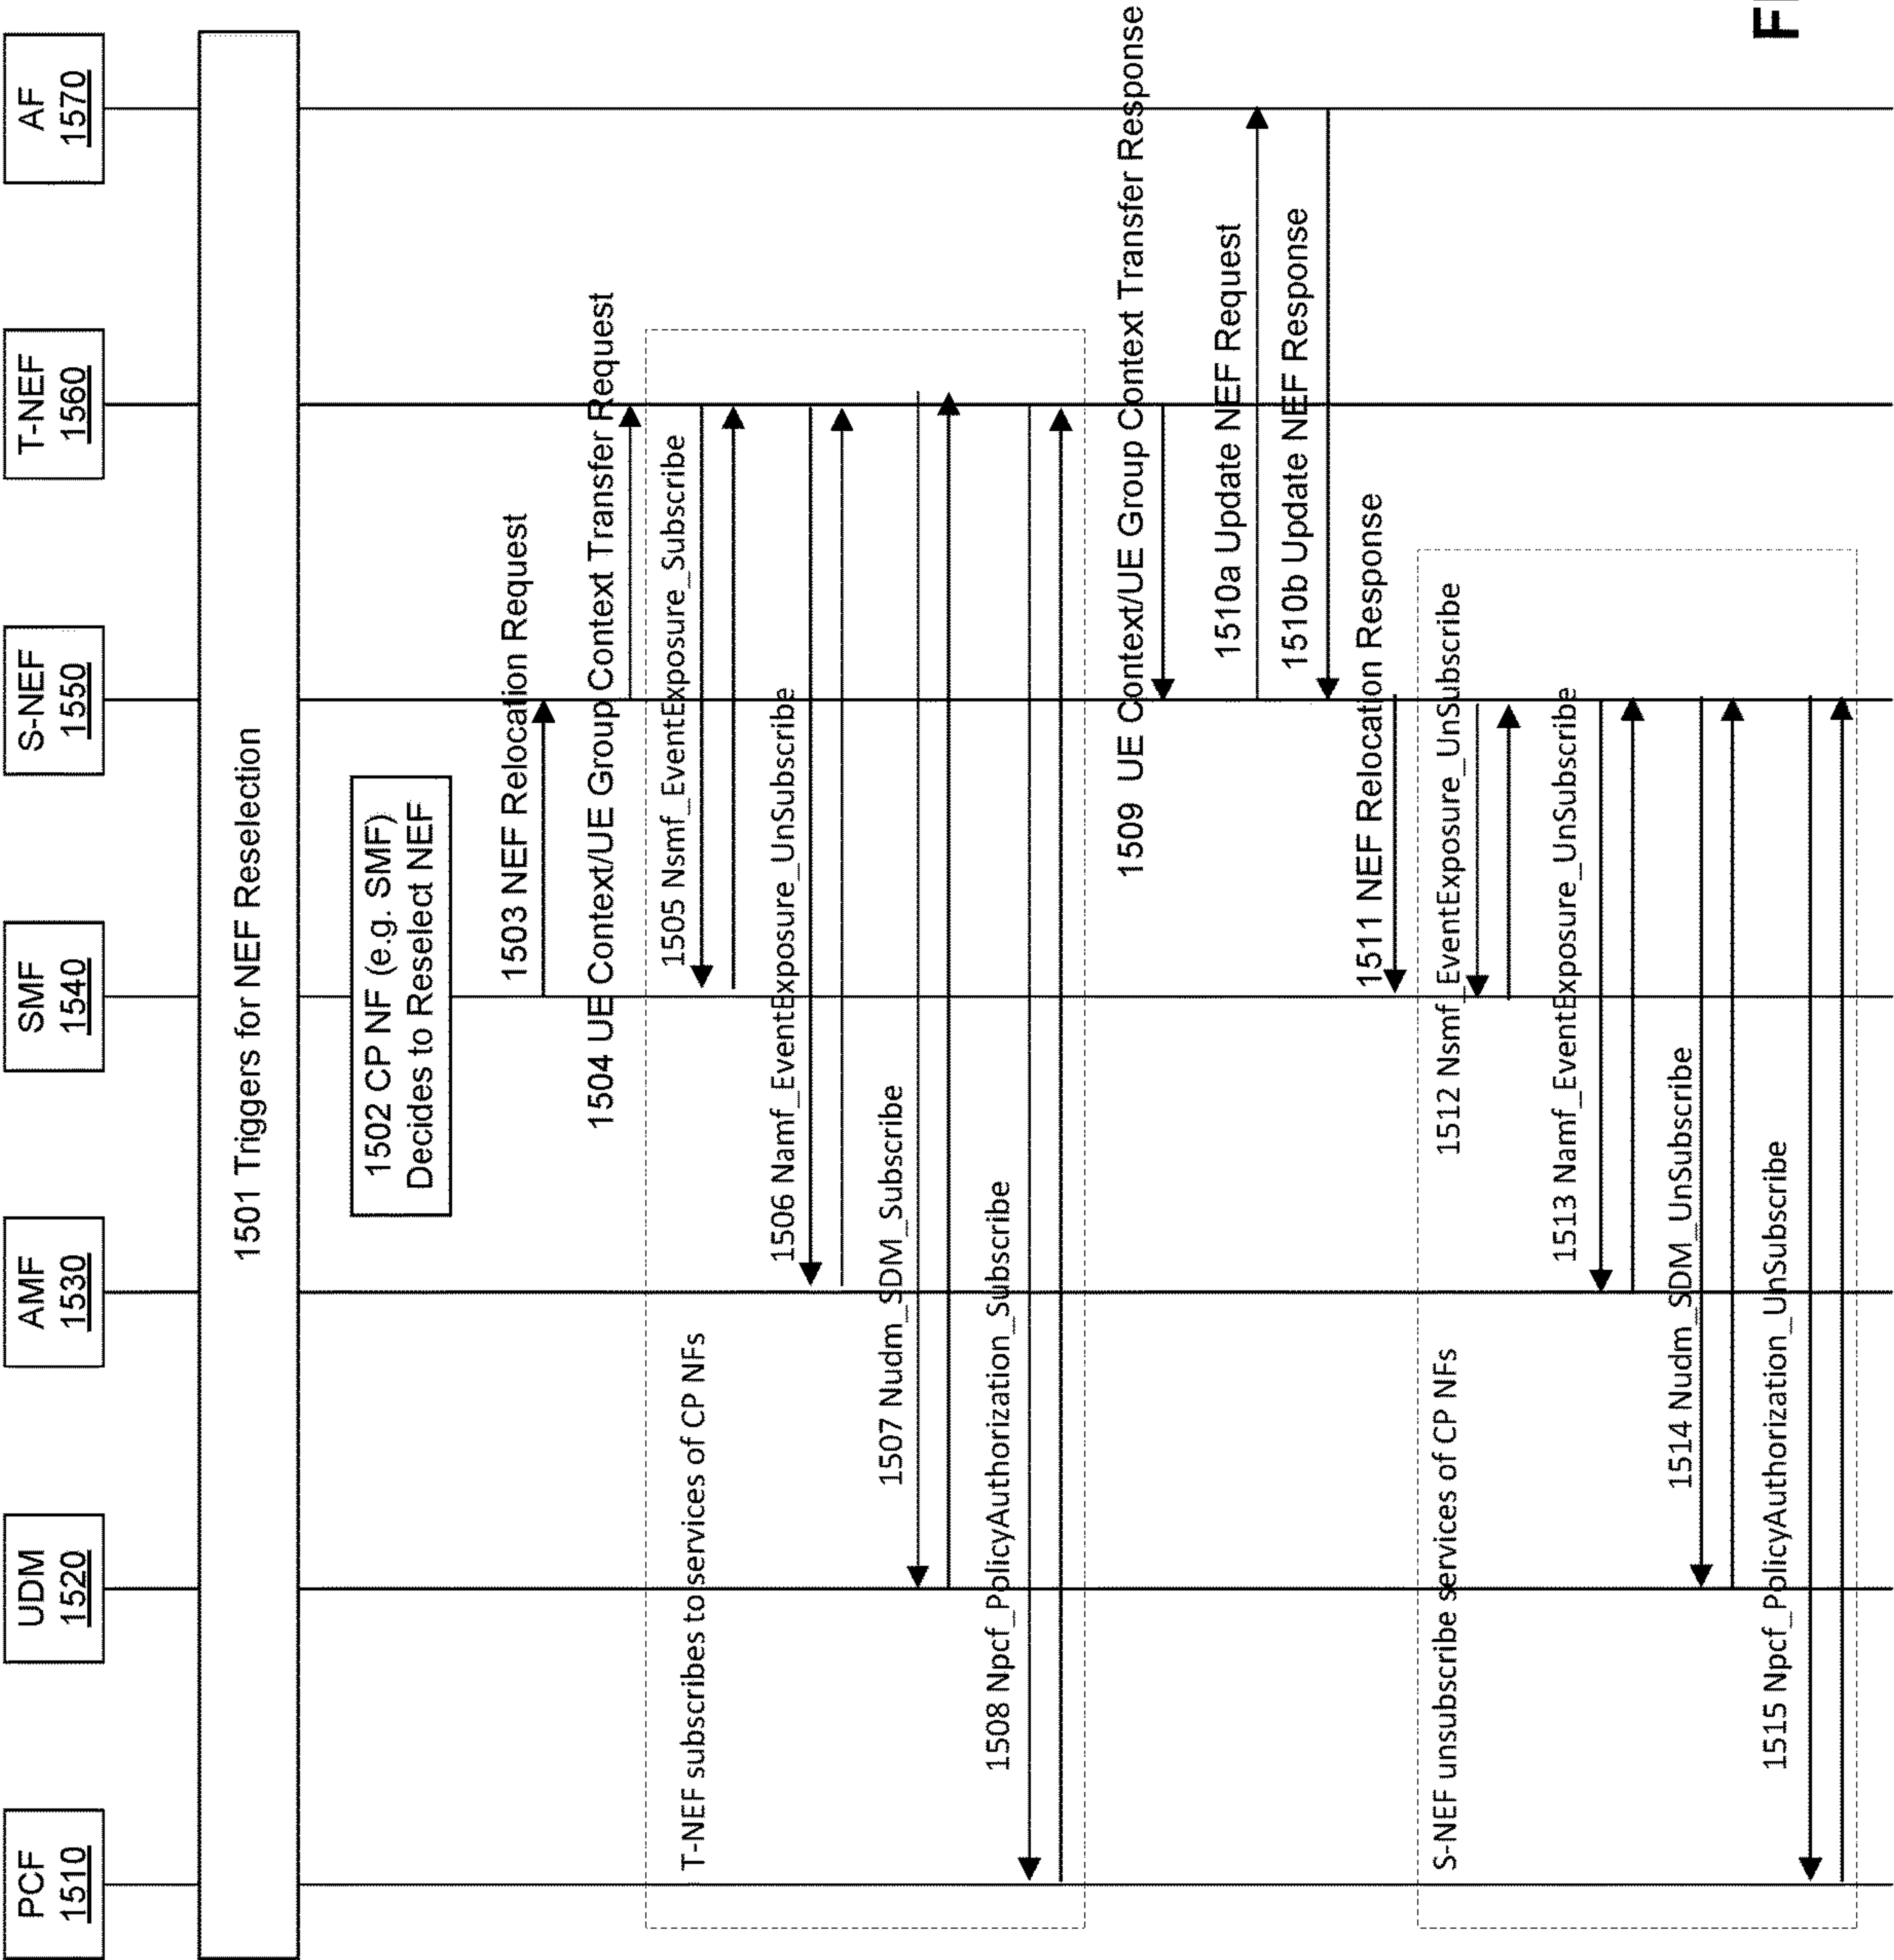 PCF
1510
UDM
1520
AMF
1530
SMF
1540
S-NEF
1550
T-NEF
1560
AF
1570
1501 Triggers for NEF Reselection
1502 CP NF (e.g. SMF)
Decides to Reselect NEF
1503 NEF Relocation Request
1504 UE Context/UE Group Context Transfer Request
T-NEF subscribes to services of CP NFs
1505 Nsmf_EventExposure_Subscribe
1506 Namf_EventExposure_UnSubscribe
1507 Nudm_SDM_Subscribe
1508 Npcf_PolicyAuthorization_Subscribe
1509 UE Context/UE Group Context Transfer Response
1510a Update NEF Request
1510b Update NEF Response
1511 NEF Relocation Response
S-NEF unsubscribe services of CP NFs
1512 Nsmf_EventExposure_UnSubscribe
1513 Namf_EventExposure_UnSubscribe
1514 Nudm_SDM_UnSubscribe
1515 Npcf_PolicyAuthorization_UnSubscribe